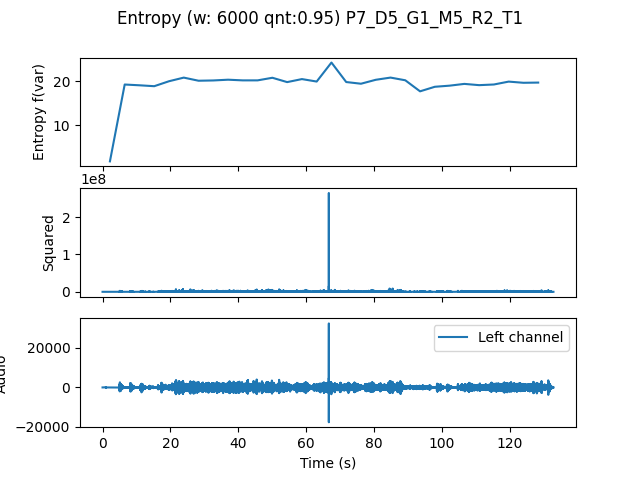 Entropy (w: 6000 qnt:0.95) P7_D5_G1_M5_R2_T1
Entropy f(var)
20
10
1e8
Squared
2
1
0
Audio
20000
0
−20000
Left channel
0 20 40 60 80 100 120
Time (s)